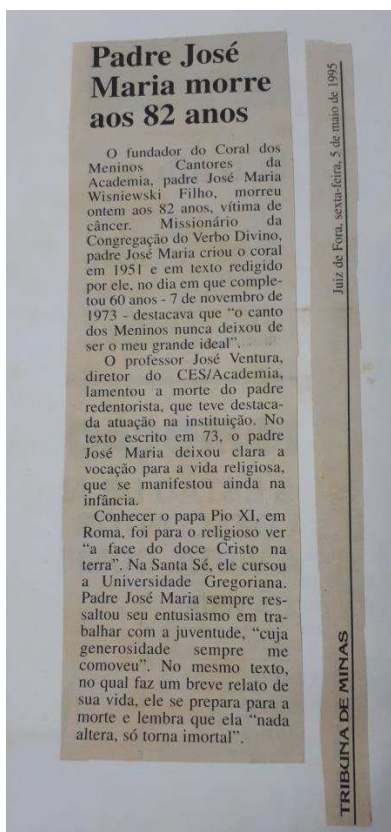 Padre José
Maria morre
aos 82 anos
O fundador do Coral dos
Meninos Cantores da
Academia, padre José Maria
Wisniewski Filho, morreu
ontem aos 82 anos, vítima de
câncer. Missionário da
Congregação do Verbo Divino,
padre José Maria criou o coral
em 1951 e em texto redigido
por ele, no dia em que comple-
tou 60 anos - 7 de novembro de
1973 - destacava que “o canto
dos Meninos nunca deixou de
ser o meu grande ideal”.
O professor José Ventura,
diretor do CES/Academia,
lamentou a morte do padre
redentorista, que teve destaca-
da atuação na instituição. No
texto escrito em 73, o padre
José Maria deixou clara a
vocação para a vida religiosa,
que se manifestou ainda na
infância.
Conhecer o papa Pio XI, em
Roma, foi para o religioso ver
“a face do doce Cristo na
terra”. Na Santa Sé, ele cursou
a Universidade Gregoriana.
Padre José Maria sempre res-
saltou seu entusiasmo em tra-
balhar com a juventude, “cuja
generosidade sempre me
comoveu”. No mesmo texto,
no qual faz um breve relato de
sua vida, ele se prepara para a
morte e lembra que ela “nada
altera, só torna imortal”.
TRIBUNA DE MINAS
Juiz de Fora, sexta-feira, 5 de maio de 1995